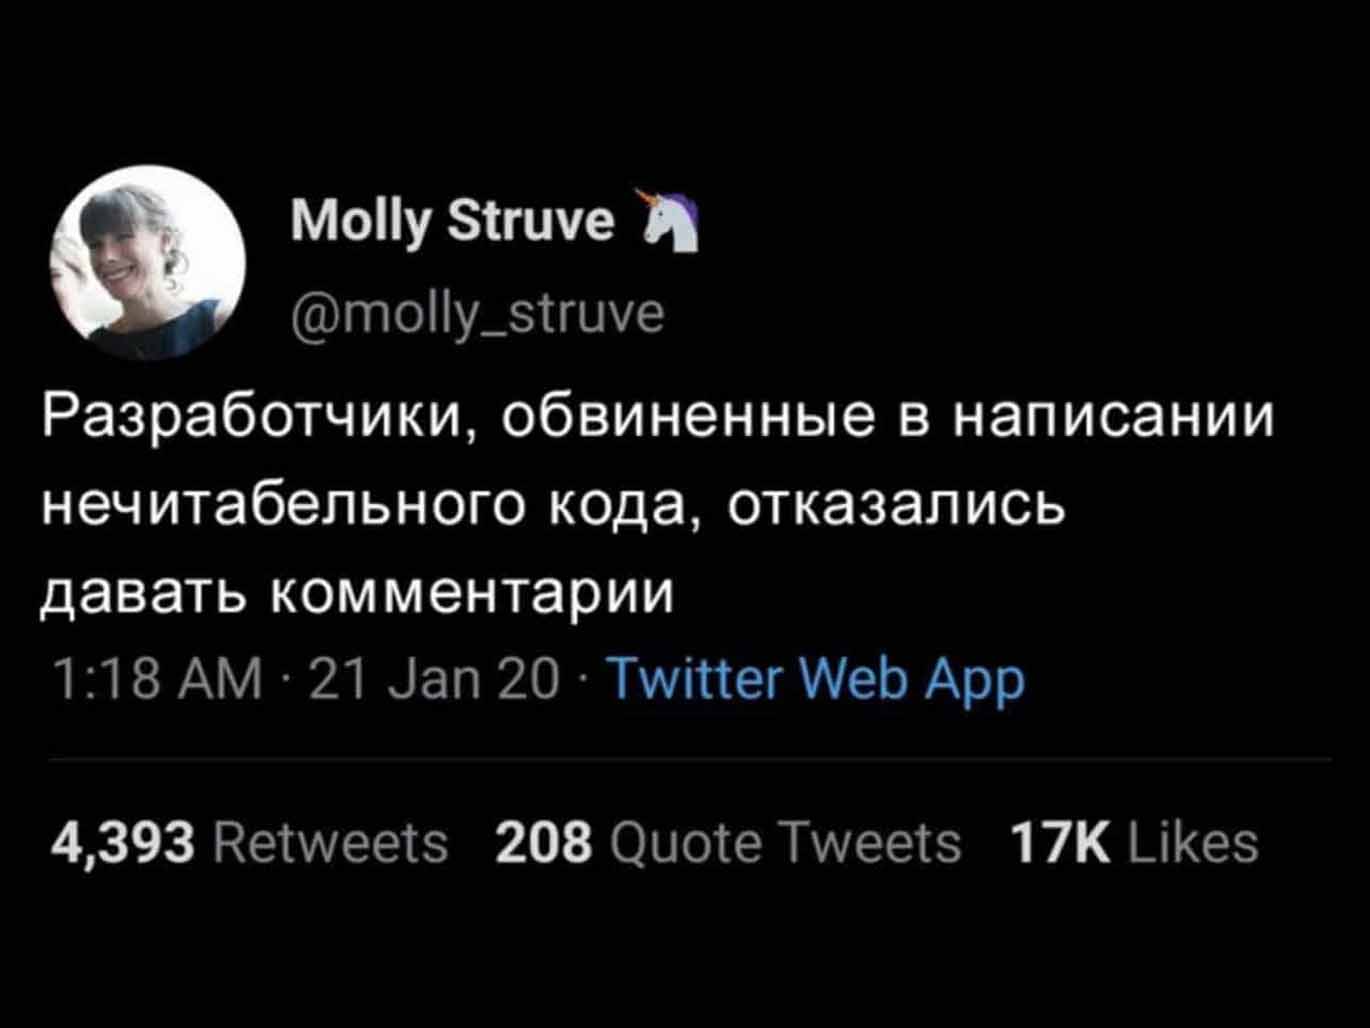 Molly Struve 🦄
@molly_struve
Разработчики, обвиненные в написании
нечитабельного кода, отказались
давать комментарии
1:18 AM · 21 Jan 20 · Twitter Web App
4,393 Retweets 208 Quote Tweets 17K Likes